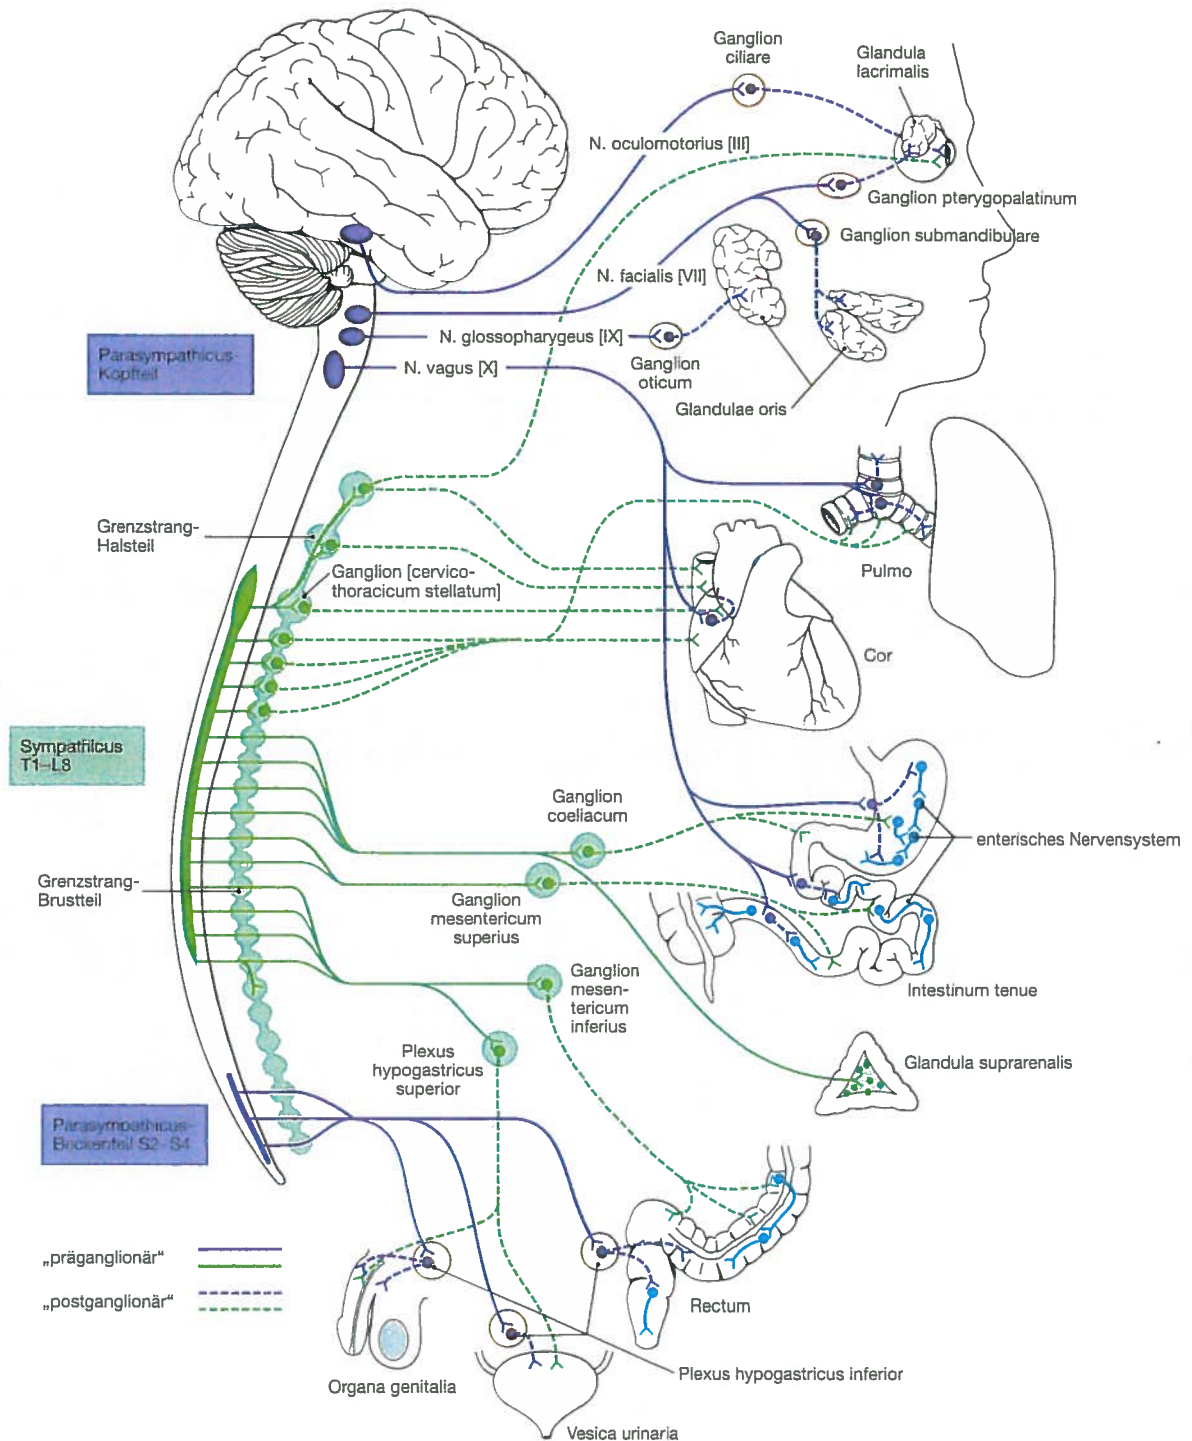 Ganglion
ciliare
Glandula
lacrimalis
N. oculomotorius [III]
Ganglion pterygopalatinum
Ganglion submandibulare
N. facialis [VII]
N. glossopharygeus [IX]
Ganglion
oticum
Parasympathicus-
Kopfteil
N. vagus [X]
Glandulae oris
Grenzstrang-
Halsteil
Ganglion [cervico-
thoracicum stellatum]
Pulmo
Cor
Sympathicus
T1–L3
Ganglion
coeliacum
enterisches Nervensystem
Grenzstrang-
Brustteil
Ganglion
mesentericum
superius
Ganglion
mesen-
tericum
inferius
Intestinum tenue
Plexus
hypogastricus
superior
Glandula suprarenalis
Parasympathicus-
Beckenteil S2–S4
„präganglionär“
„postganglionär“
Rectum
Plexus hypogastricus inferior
Organa genitalia
Vesica urinaria